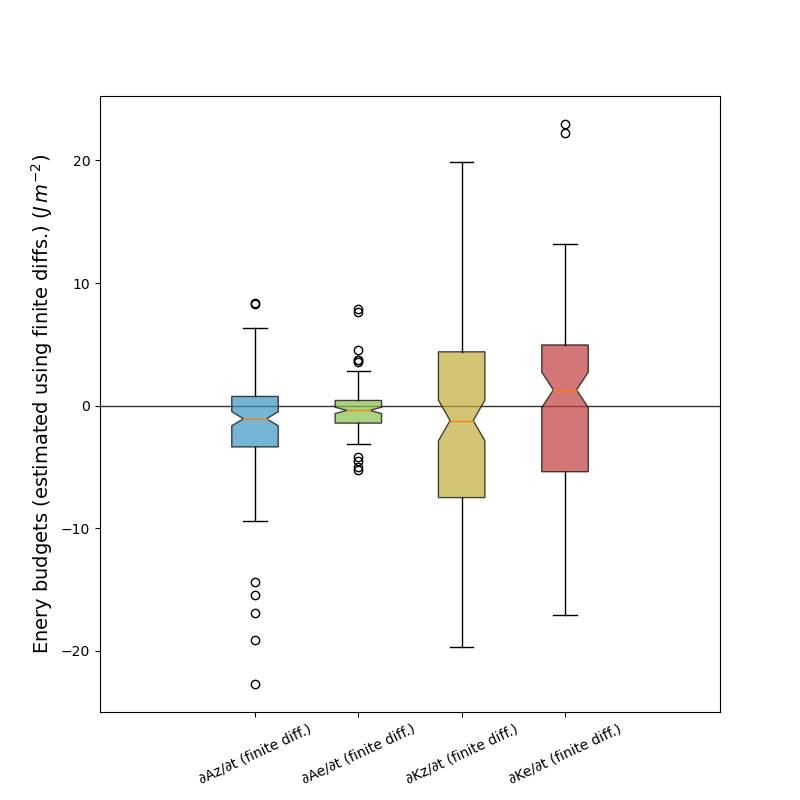 Enery budgets (estimated using finite diffs.) (J m⁻²)
20
10
0
−10
−20
∂Az/∂t (finite diff.)
∂Ae/∂t (finite diff.)
∂Kz/∂t (finite diff.)
∂Ke/∂t (finite diff.)